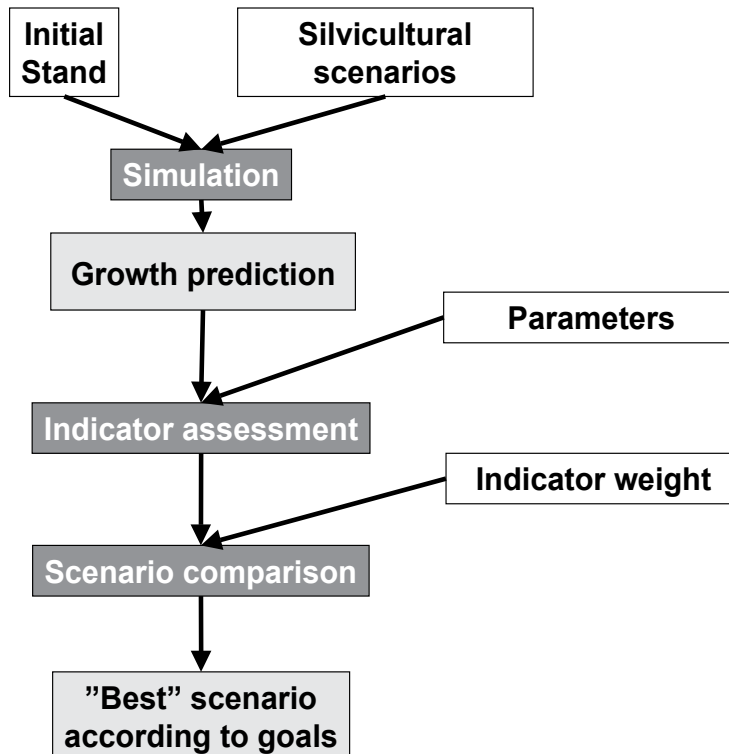 Initial
Stand
Silvicultural
scenarios
Simulation
Growth prediction
Parameters
Indicator assessment
Indicator weight
Scenario comparison
”Best” scenario
according to goals